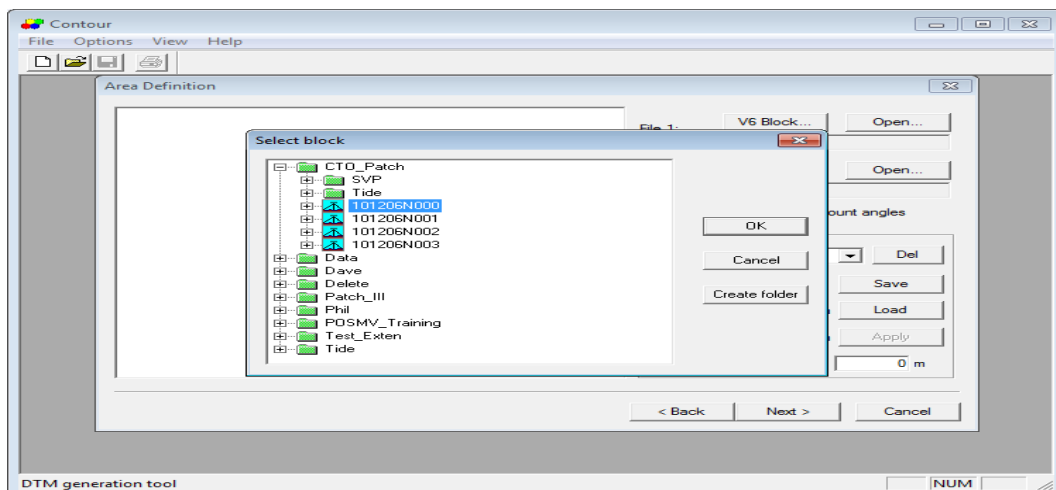 Contour
File Options View Help
Area Definition
File 1: V6 Block... Open...
Select block
CTO_Patch
SVP
Tide
101206N000
101206N001
101206N002
101206N003
Data
Dave
Delete
Patch_III
Phil
POSMV_Training
Test_Exten
Tide
OK
Cancel
Create folder
Open...
ount angles
Del
Save
Load
Apply
0 m
< Back Next > Cancel
DTM generation tool NUM